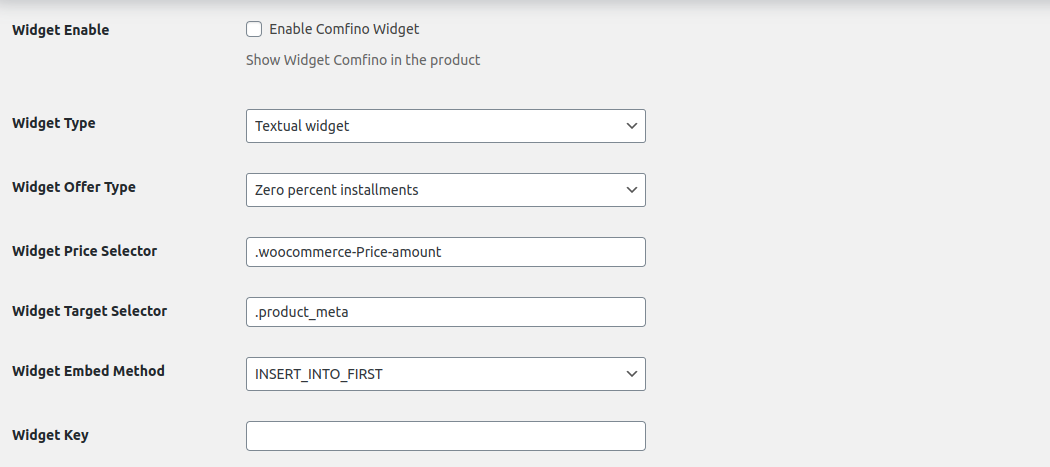 Widget Enable
Enable Comfino Widget
Show Widget Comfino in the product
Widget Type
Textual widget
Widget Offer Type
Zero percent installments
Widget Price Selector
.woocommerce-Price-amount
Widget Target Selector
.product_meta
Widget Embed Method
INSERT_INTO_FIRST
Widget Key